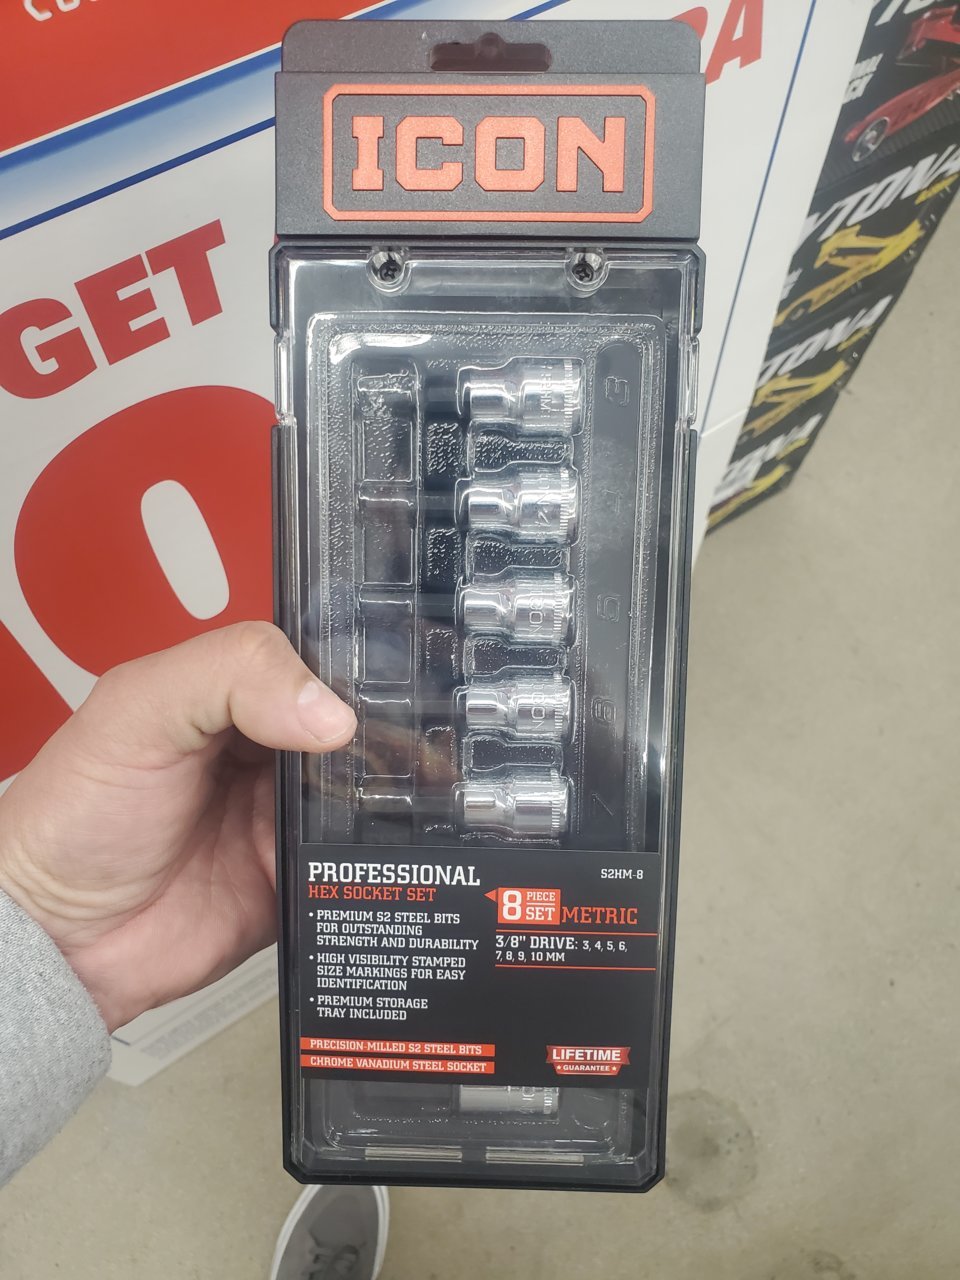 GET
ICON
PROFESSIONAL
HEX SOCKET SET
• PREMIUM S2 STEEL BITS
FOR OUTSTANDING
STRENGTH AND DURABILITY
• HIGH VISIBILITY STAMPED
SIZE MARKINGS FOR EASY
IDENTIFICATION
• PREMIUM STORAGE
TRAY INCLUDED
PRECISION-MILLED S2 STEEL BITS
CHROME VANADIUM STEEL SOCKET
S2HM-8
8 PIECE SET METRIC
3/8" DRIVE: 3, 4, 5, 6,
7, 8, 9, 10 MM
LIFETIME
GUARANTEE
DAYTONA